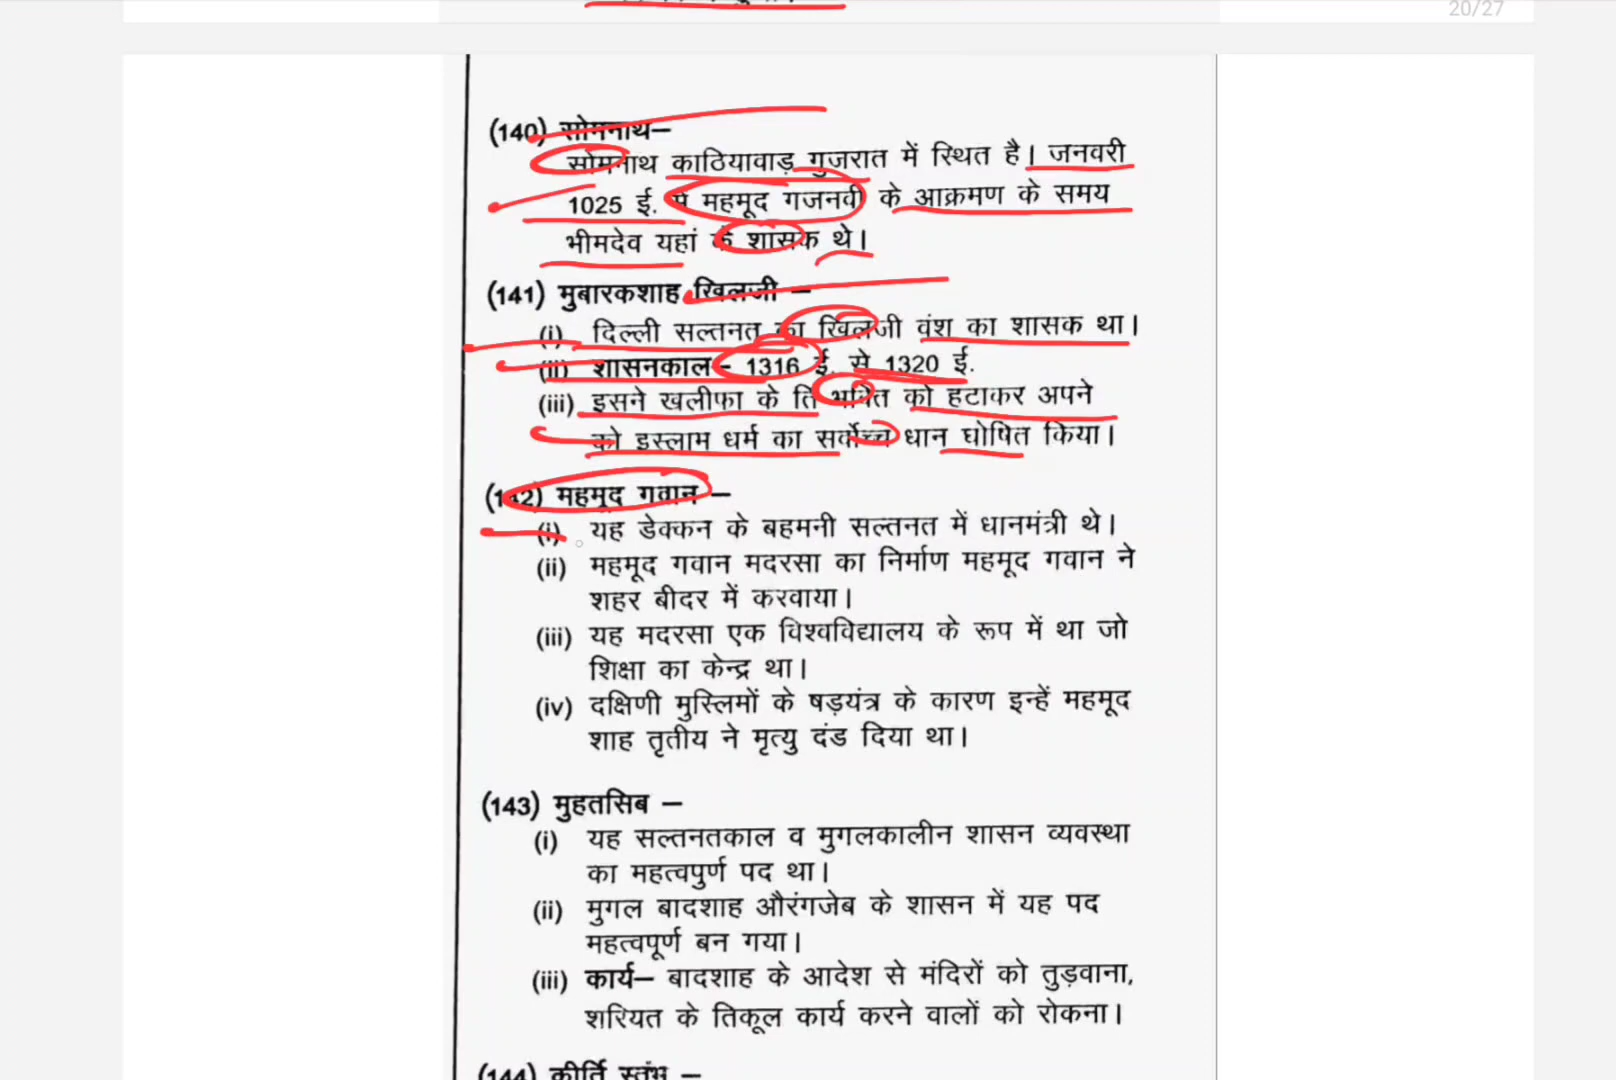 20/27
(140) सोमनाथ–
सोमनाथ काठियावाड़ गुजरात में स्थित है। जनवरी
1025 ई. में महमूद गजनवी के आक्रमण के समय
भीमदेव यहां के शासक थे।
(141) मुबारकशाह खिलजी –
(i) दिल्ली सल्तनत का खिलजी वंश का शासक था।
(ii) शासनकाल - 1316 ई. से 1320 ई.
(iii) इसने खलीफा के ति भक्ति को हटाकर अपने
को इस्लाम धर्म का सर्वोच्च धान घोषित किया।
(142) महमूद गवान –
(i) यह डेक्कन के बहमनी सल्तनत में धानमंत्री थे।
(ii) महमूद गवान मदरसा का निर्माण महमूद गवान ने
शहर बीदर में करवाया।
(iii) यह मदरसा एक विश्वविद्यालय के रूप में था जो
शिक्षा का केन्द्र था।
(iv) दक्षिणी मुस्लिमों के षड़यंत्र के कारण इन्हें महमूद
शाह तृतीय ने मृत्यु दंड दिया था।
(143) मुहतसिब –
(i) यह सल्तनतकाल व मुगलकालीन शासन व्यवस्था
का महत्वपुर्ण पद था।
(ii) मुगल बादशाह औरंगजेब के शासन में यह पद
महत्वपूर्ण बन गया।
(iii) कार्य– बादशाह के आदेश से मंदिरों को तुड़वाना,
शरियत के तिकूल कार्य करने वालों को रोकना।
(144) कीर्ति स्तंभ –